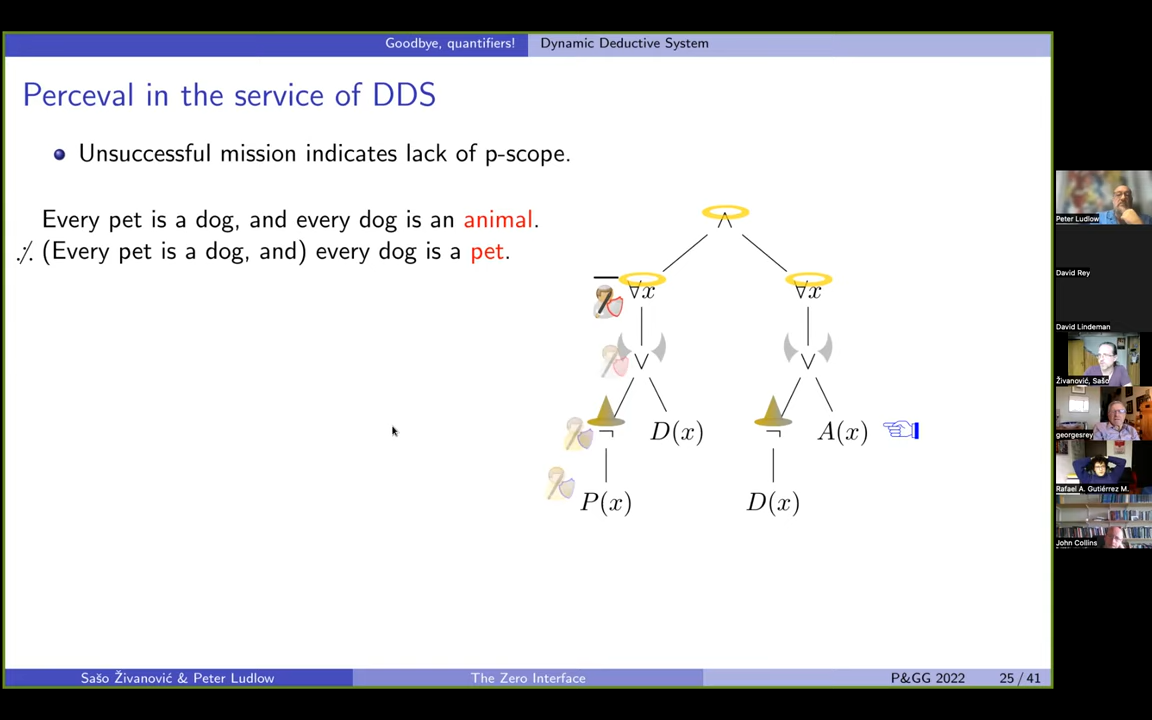 Goodbye, quantifiers! Dynamic Deductive System
Perceval in the service of DDS
Unsuccessful mission indicates lack of p-scope.
Every pet is a dog, and every dog is an animal.
⁒ (Every pet is a dog, and) every dog is a pet.
∧
∀x ∀x
∨ ∨
¬ D(x) ¬ A(x)
P(x) D(x)
Sašo Živanović & Peter Ludlow The Zero Interface P&GG 2022 25 / 41
Peter Ludlow
David Rey
David Lindeman
Živanović, Sašo
georgesrey
Rafael A. Gutiérrez M.
John Collins